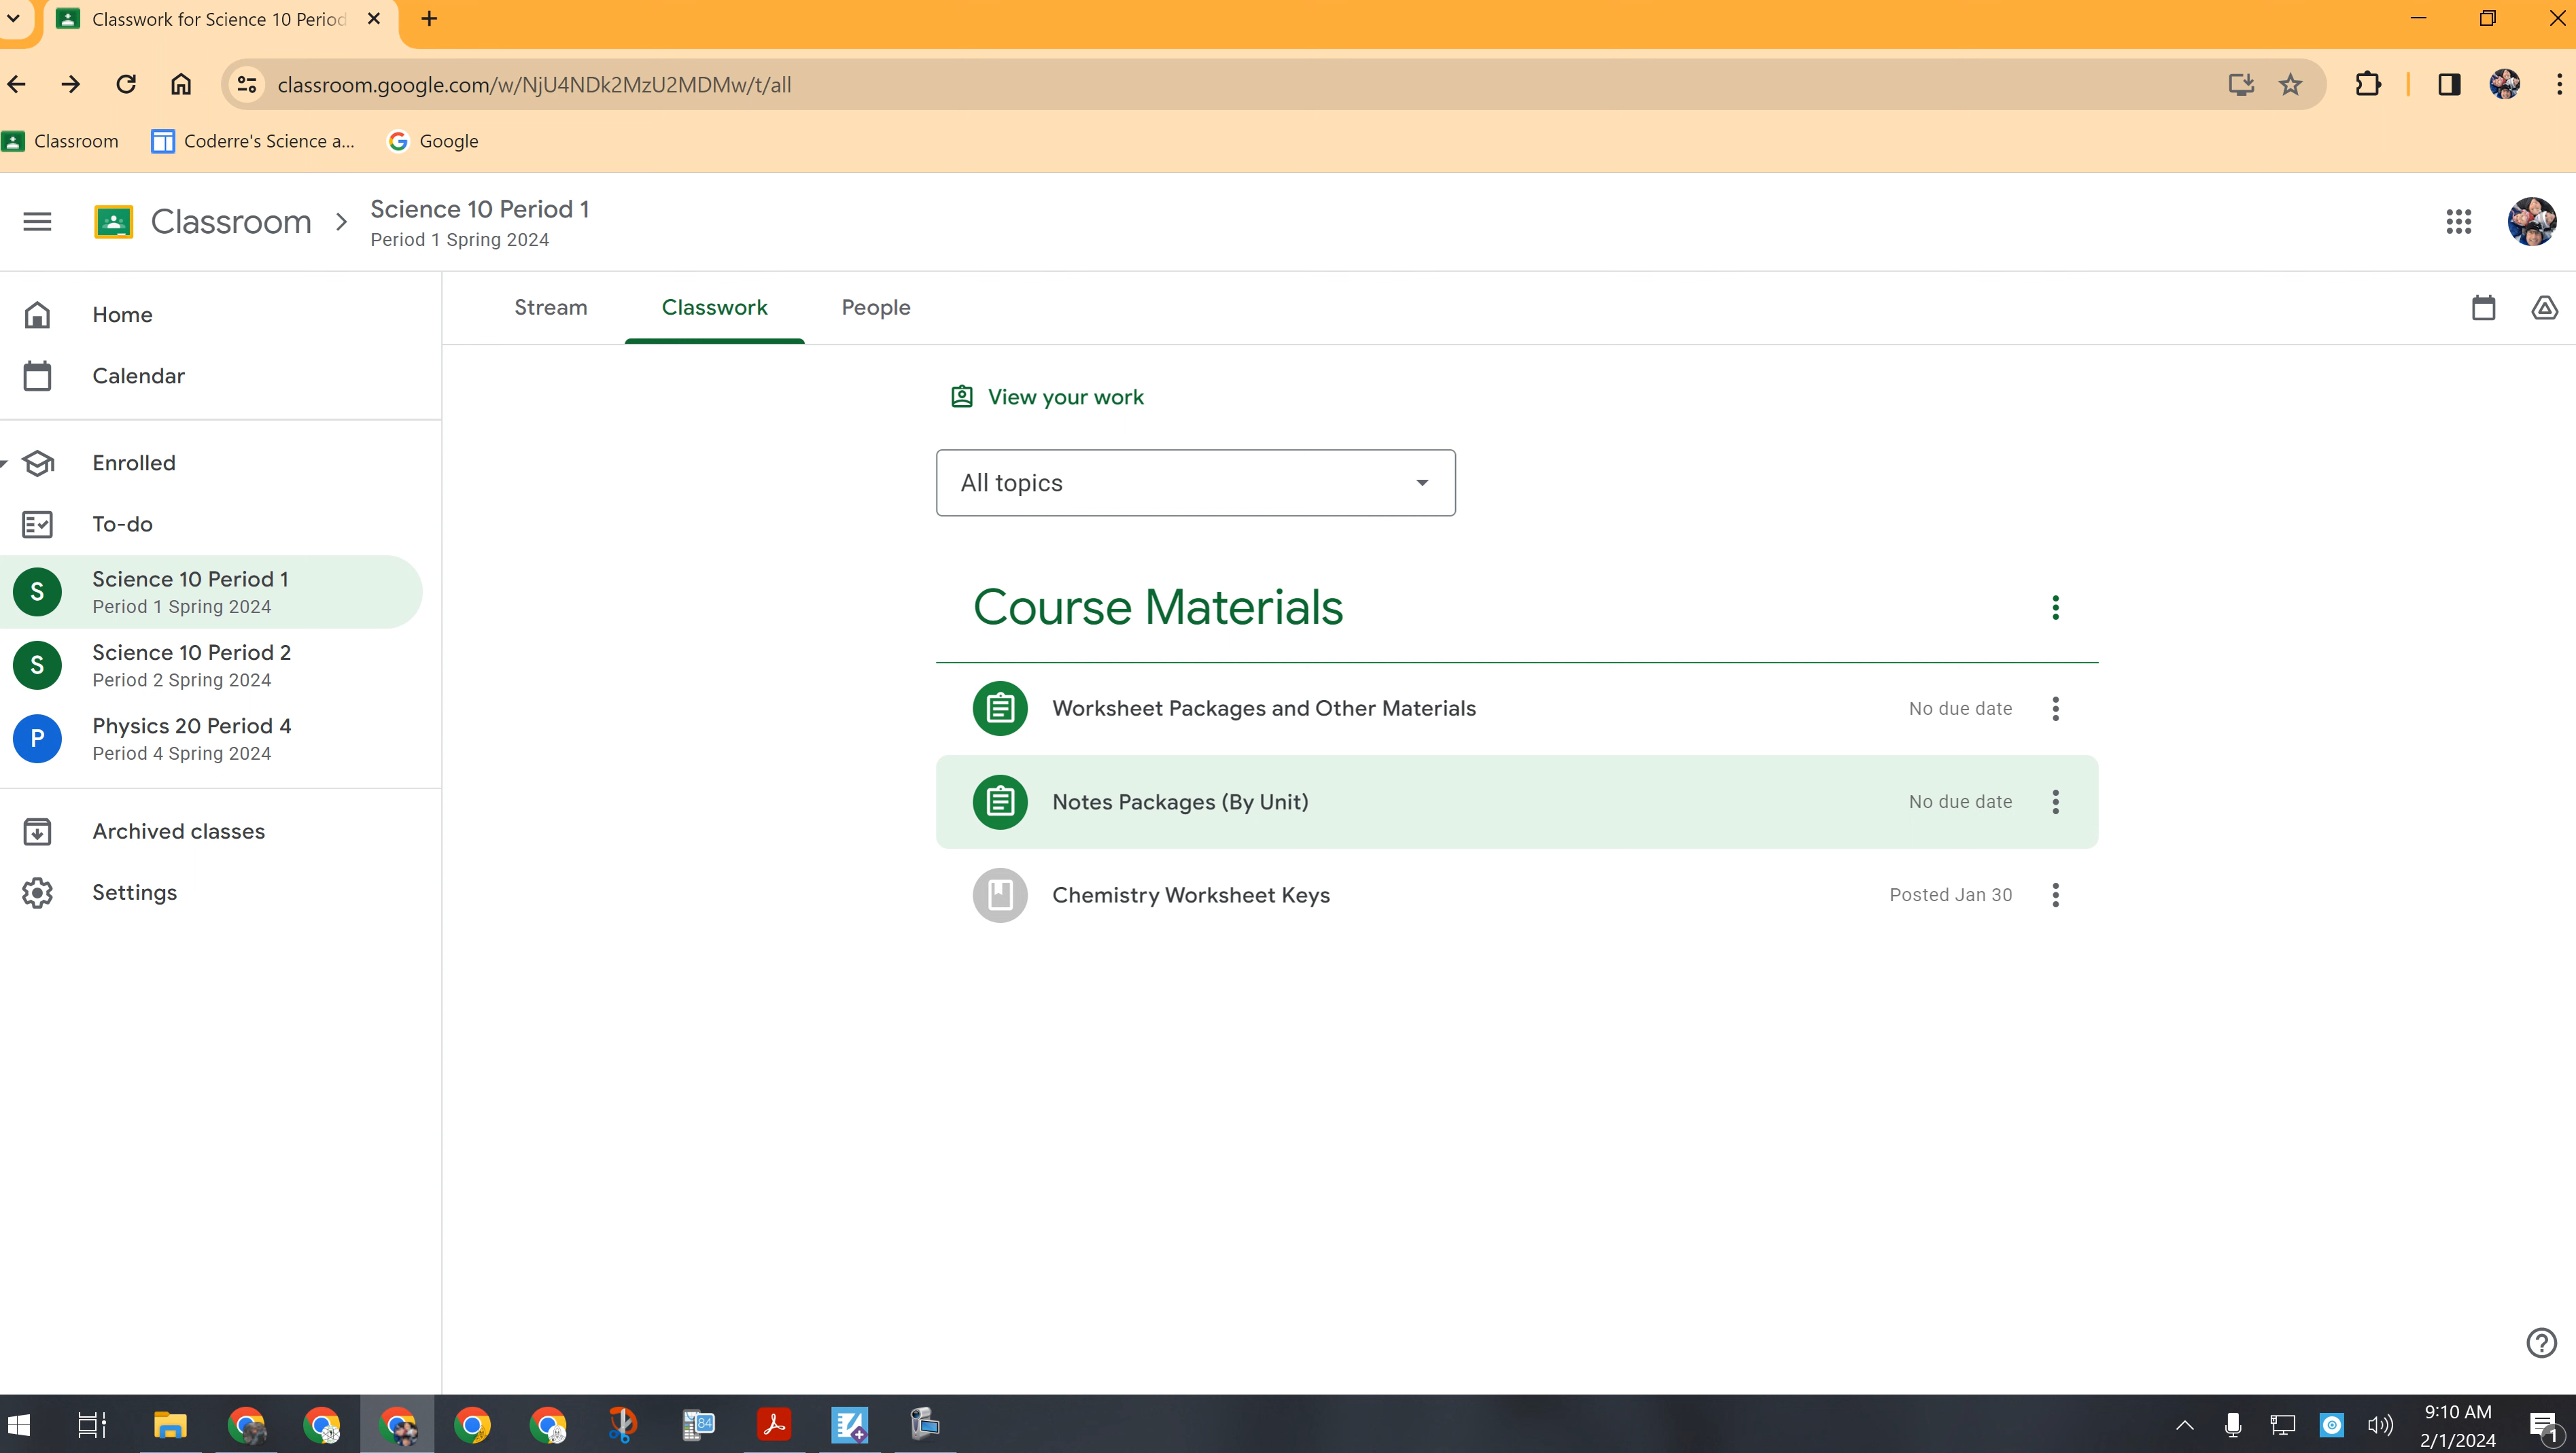 Classwork for Science 10 Period
classroom.google.com/w/NjU4NDk2MzU2MDMw/t/all
Classroom
Coderre's Science a...
Google
Classroom
Science 10 Period 1
Period 1 Spring 2024
Home
Calendar
Enrolled
To-do
S
Science 10 Period 1
Period 1 Spring 2024
S
Science 10 Period 2
Period 2 Spring 2024
P
Physics 20 Period 4
Period 4 Spring 2024
Archived classes
Settings
Stream
Classwork
People
View your work
All topics
Course Materials
Worksheet Packages and Other Materials
No due date
Notes Packages (By Unit)
No due date
Chemistry Worksheet Keys
Posted Jan 30
84
9:10 AM
2/1/2024
1